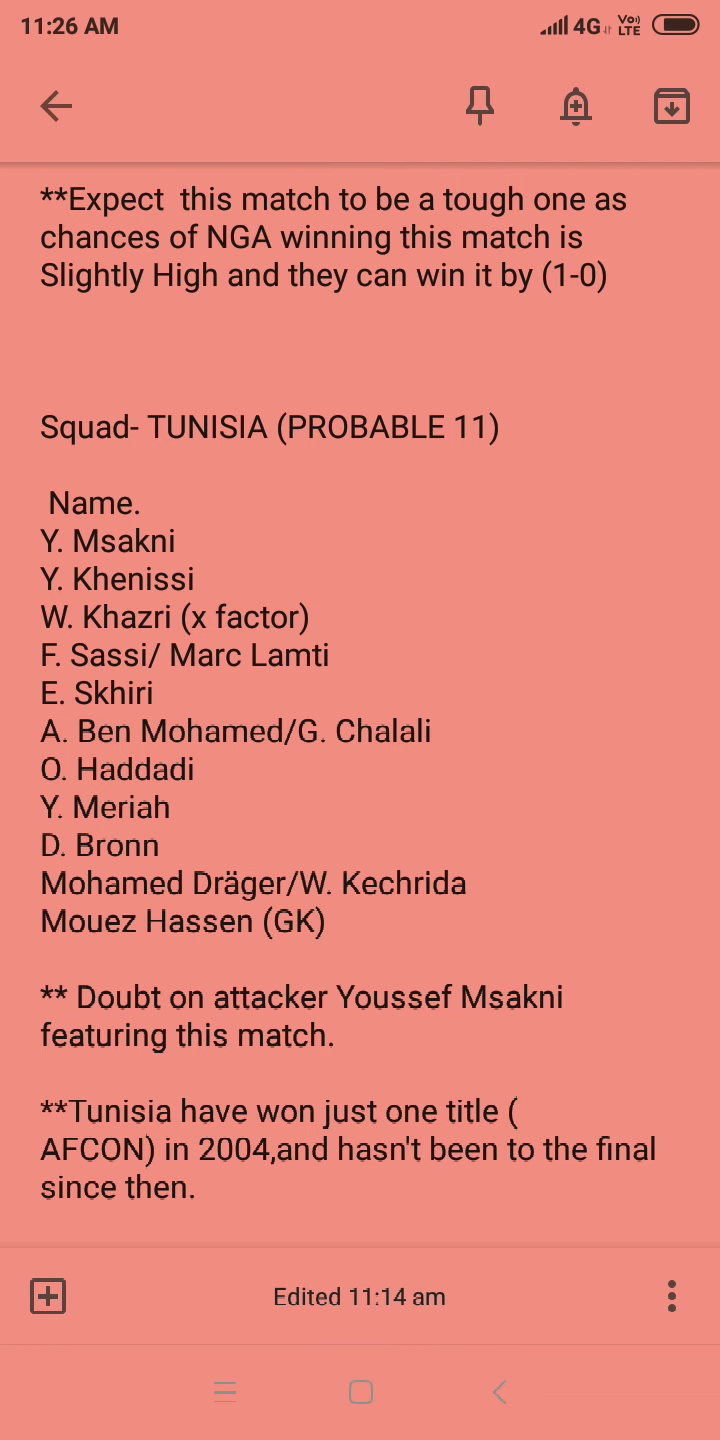 11:26 AM
4G
Vo) LTE
**Expect  this match to be a tough one as
chances of NGA winning this match is
Slightly High and they can win it by (1-0)
Squad- TUNISIA (PROBABLE 11)
Name.
Y. Msakni
Y. Khenissi
W. Khazri (x factor)
F. Sassi/ Marc Lamti
E. Skhiri
A. Ben Mohamed/G. Chalali
O. Haddadi
Y. Meriah
D. Bronn
Mohamed Dräger/W. Kechrida
Mouez Hassen (GK)
** Doubt on attacker Youssef Msakni
featuring this match.
**Tunisia have won just one title (
AFCON) in 2004,and hasn't been to the final
since then.
Edited 11:14 am